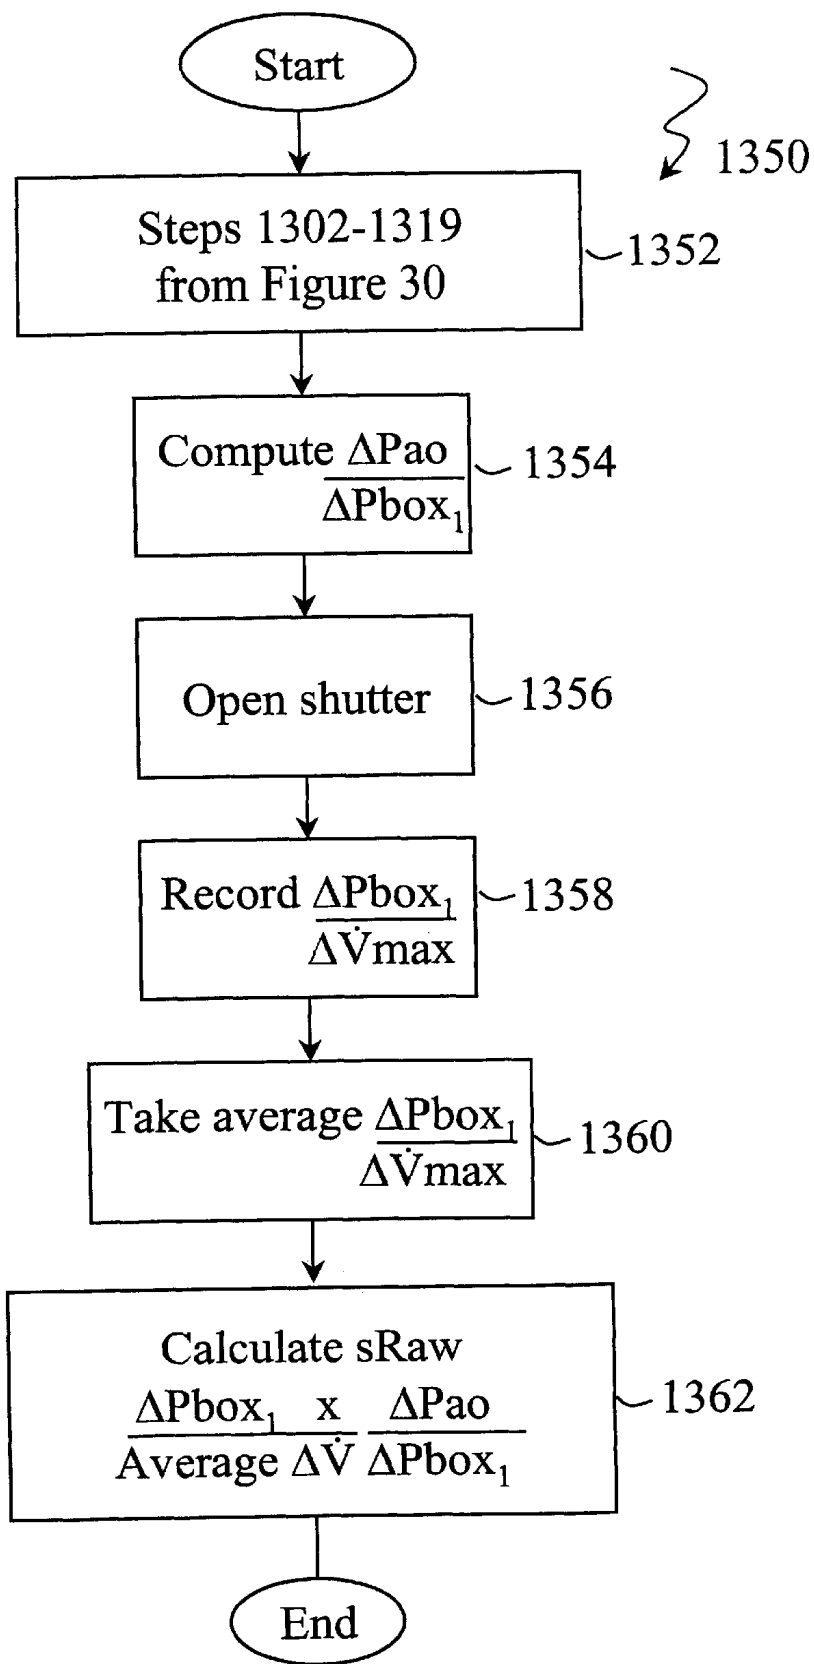 Start
1350
Steps 1302-1319
from Figure 30
1352
Compute ΔPao
ΔPbox₁
1354
Open shutter
1356
Record ΔPbox₁
ΔV̇max
1358
Take average ΔPbox₁
ΔV̇max
1360
Calculate sRaw
ΔPbox₁ x ΔPao
Average ΔV̇ ΔPbox₁
1362
End